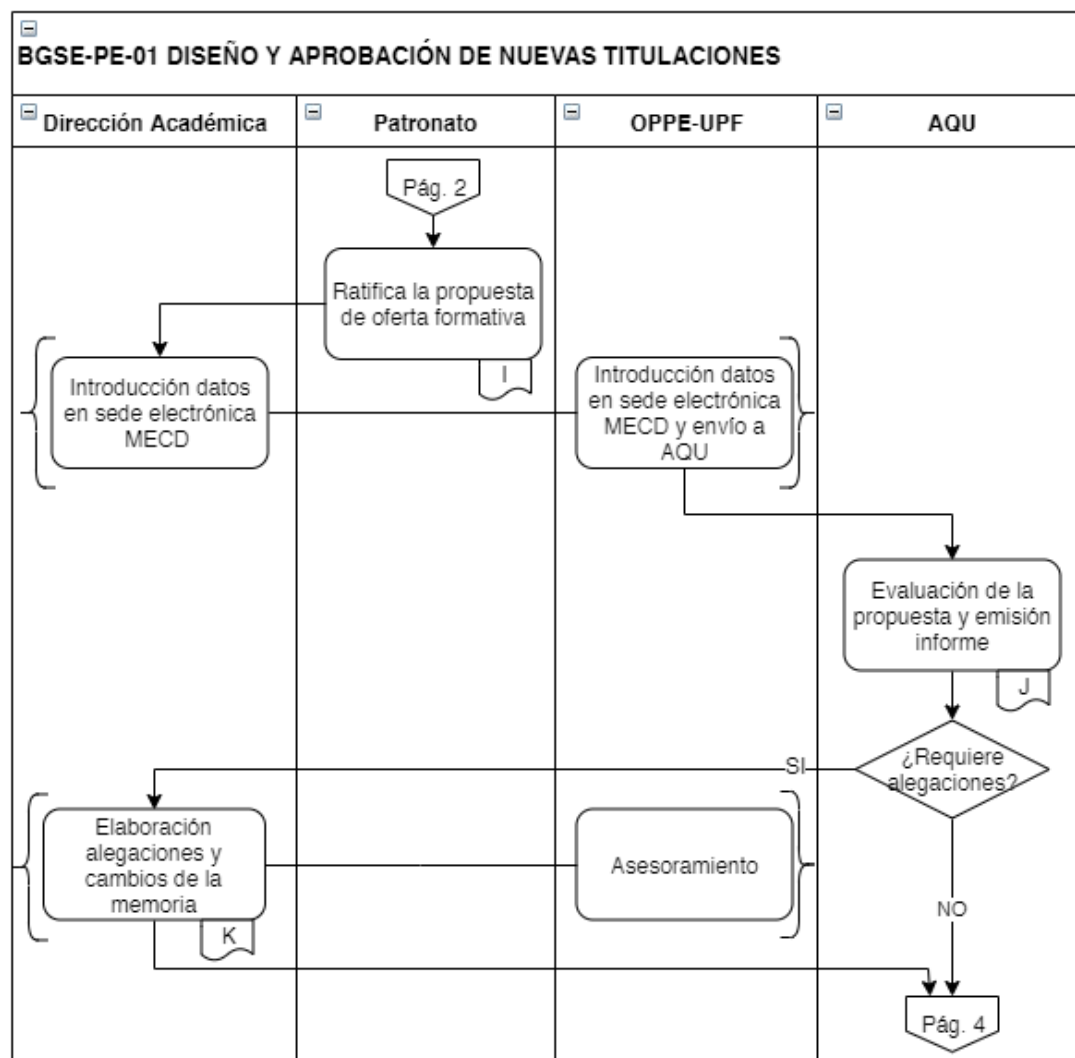 BGSE-PE-01 DISEÑO Y APROBACIÓN DE NUEVAS TITULACIONES
Dirección Académica
Patronato
OPPE-UPF
AQU
Pág. 2
Ratifica la propuesta
de oferta formativa
I
Introducción datos
en sede electrónica
MECD
Introducción datos
en sede electrónica
MECD y envío a
AQU
Evaluación de la
propuesta y emisión
informe
J
¿Requiere
alegaciones?
SI
Elaboración
alegaciones y
cambios de la
memoria
K
Asesoramiento
NO
Pág. 4